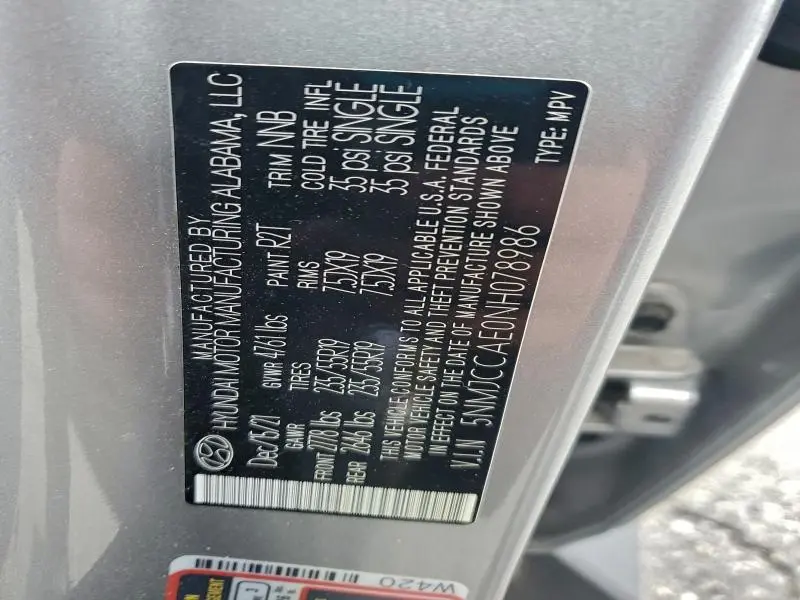 MANUFACTURED BY
HYUNDAI MOTOR MANUFACTURING ALABAMA, LLC
Dec/15/21 GVWR 4761 lbs PAINT R2T TRIM NNB
GAWR TIRES RIMS COLD TIRE INFL
FRONT 2778 lbs 235/55R19 7.5JX19 35 psi SINGLE
REAR 2646 lbs 235/55R19 7.5JX19 35 psi SINGLE
THIS VEHICLE CONFORMS TO ALL APPLICABLE U.S.A. FEDERAL
MOTOR VEHICLE SAFETY AND THEFT PREVENTION STANDARDS
IN EFFECT ON THE DATE OF MANUFACTURE SHOWN ABOVE
V.I.N 5NMJCCAE0NH078986 TYPE: MPV
W420